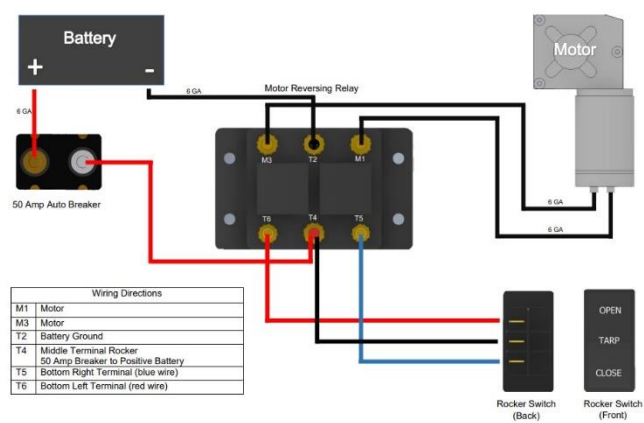 Battery
+
-
Motor
6 GA
Motor Reversing Relay
6 GA
M3
T2
M1
50 Amp Auto Breaker
6 GA
T6
T4
T5
6 GA
Wiring Directions
M1 Motor
M3 Motor
T2 Battery Ground
T4 Middle Terminal Rocker
50 Amp Breaker to Positive Battery
T5 Bottom Right Terminal (blue wire)
T6 Bottom Left Terminal (red wire)
OPEN
TARP
CLOSE
Rocker Switch
(Back)
Rocker Switch
(Front)